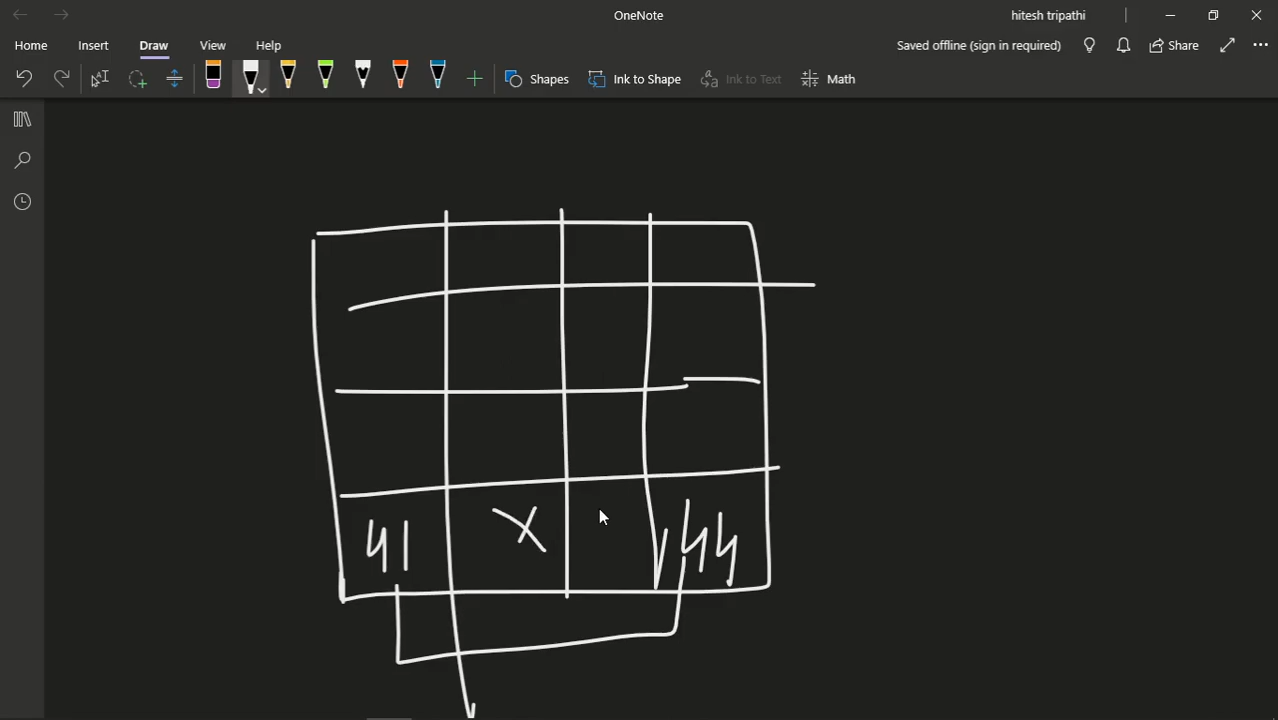 OneNote
hitesh tripathi
Home Insert Draw View Help
Saved offline (sign in required) Share
Shapes Ink to Shape Ink to Text Math
41 X 44